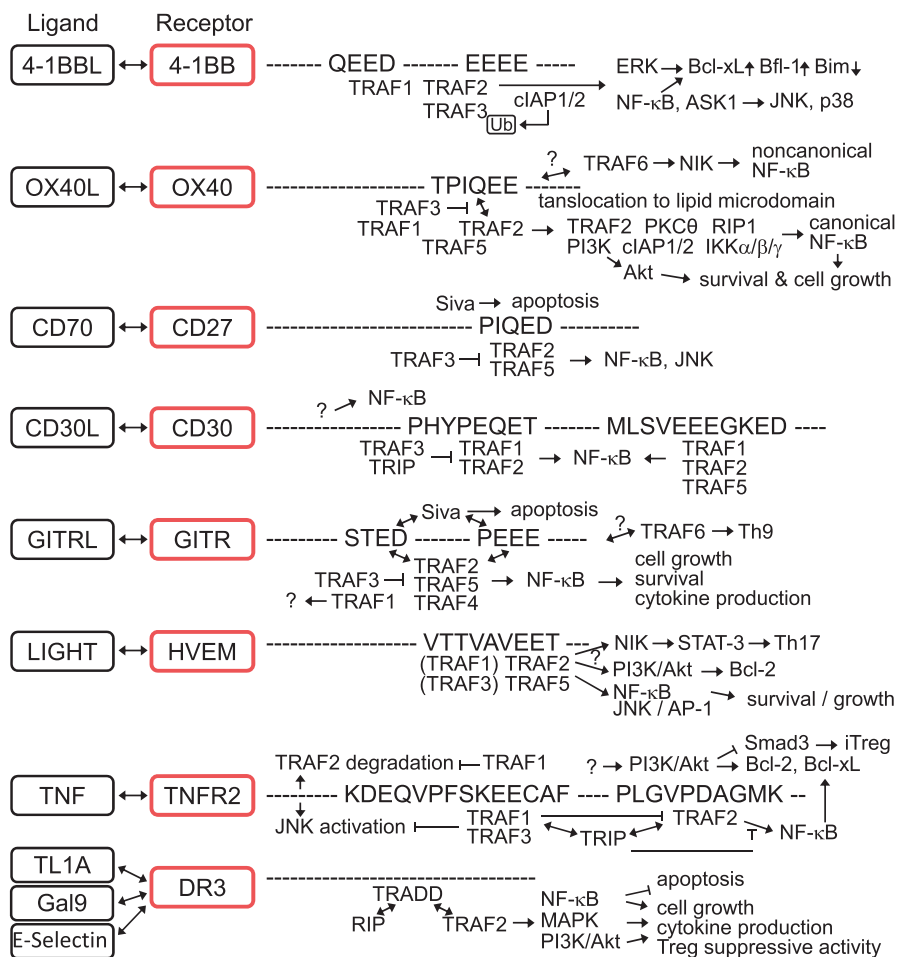 Ligand Receptor
4-1BBL 4-1BB QEED EEEE
TRAF1 TRAF2
TRAF3 cIAP1/2
Ub
ERK Bcl-xL Bfl-1 Bim
NF-κB, ASK1 JNK, p38
OX40L OX40 TPIQEE
? TRAF6 NIK noncanonical
NF-κB
tanslocation to lipid microdomain
TRAF3
TRAF1 TRAF2
TRAF5
TRAF2 PKCθ RIP1
PI3K cIAP1/2 IKKα/β/γ
canonical
NF-κB
Akt survival & cell growth
Siva apoptosis
CD70 CD27 PIQED
TRAF3 TRAF2
TRAF5
NF-κB, JNK
? NF-κB
CD30L CD30 PHYPEQET MLSVEEEGKED
TRAF3 TRAF1
TRIP TRAF2
NF-κB
TRAF1
TRAF2
TRAF5
Siva apoptosis
GITRL GITR STED PEEE
? TRAF6 Th9
TRAF3 TRAF2
TRAF5
TRAF4
? TRAF1
NF-κB
cell growth
survival
cytokine production
LIGHT HVEM VTTVAVEET
(TRAF1) TRAF2
(TRAF3) TRAF5
NIK STAT-3 Th17
? PI3K/Akt Bcl-2
NF-κB
JNK / AP-1
survival / growth
TRAF2 degradation TRAF1
? PI3K/Akt
Smad3 iTreg
Bcl-2, Bcl-xL
TNF TNFR2 KDEQVPFSKEECAF PLGVPDAGMK
JNK activation TRAF1
TRAF3
TRIP TRAF2 NF-κB
TL1A
Gal9
E-Selectin
DR3
TRADD
RIP TRAF2
NF-κB
MAPK
PI3K/Akt
apoptosis
cell growth
cytokine production
Treg suppressive activity